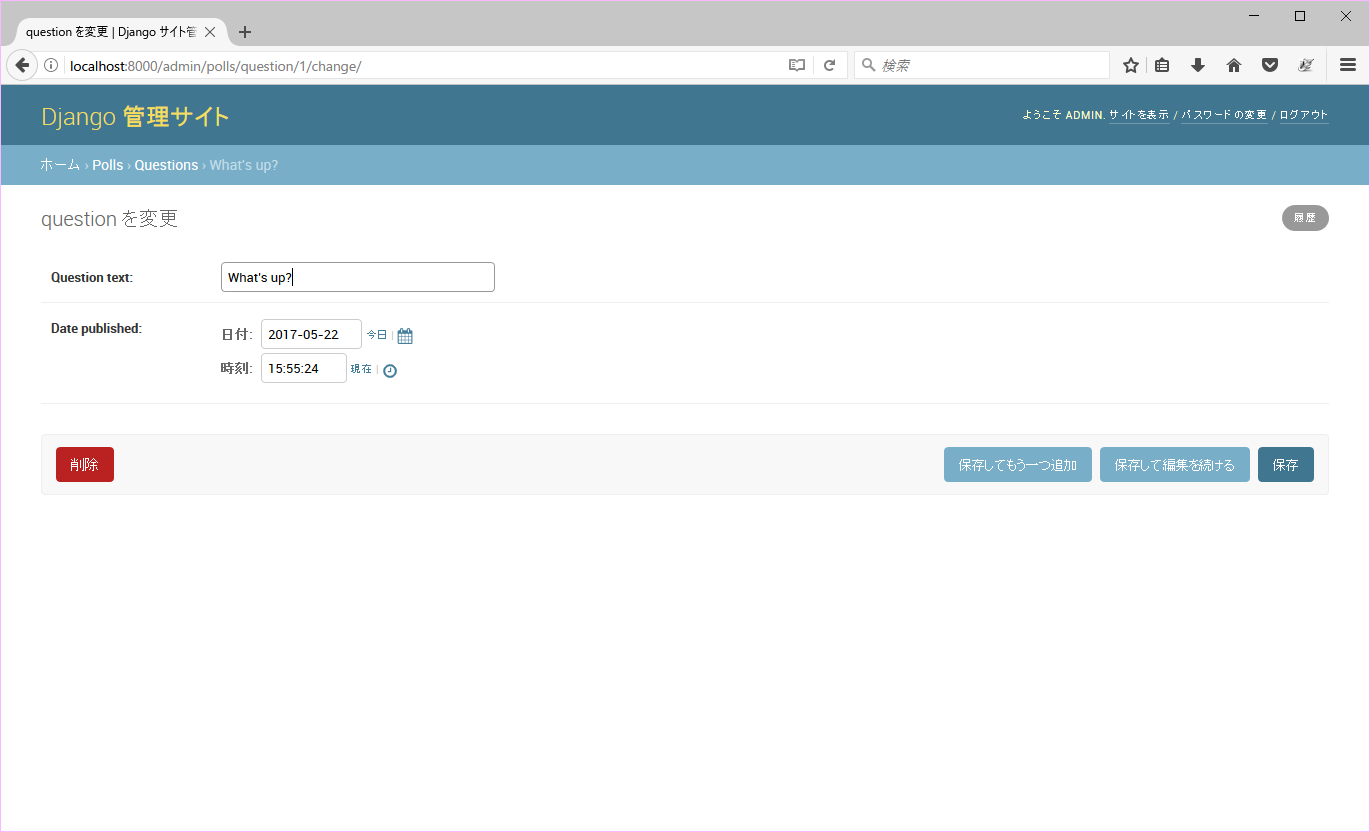 question を変更 | Django サイト管
localhost:8000/admin/polls/question/1/change/
検索
Django 管理サイト
ようこそ ADMIN. サイトを表示 / パスワードの変更 / ログアウト
ホーム › Polls › Questions › What's up?
question を変更
履歴
Question text: What's up?
Date published: 日付: 2017-05-22 今日 |
時刻: 15:55:24 現在 |
削除 保存してもう一つ追加 保存して編集を続ける 保存